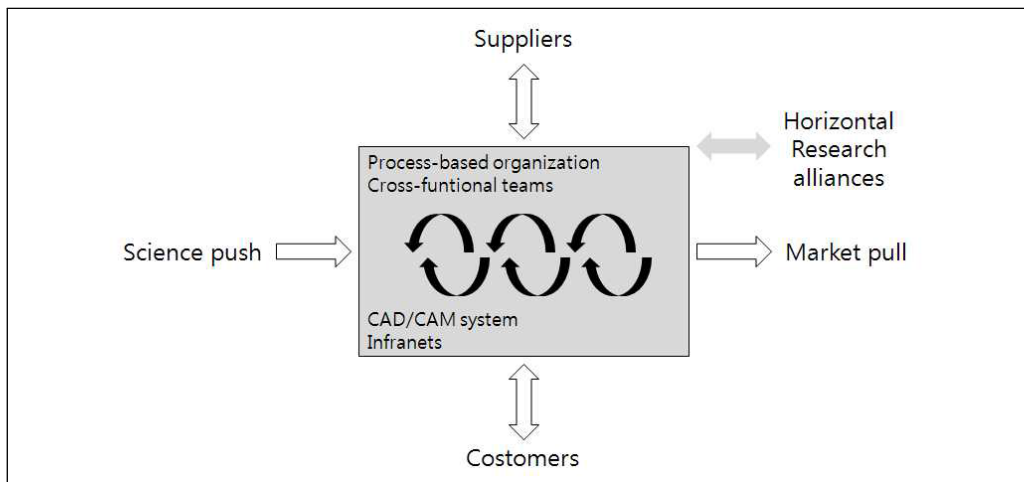 Suppliers
Horizontal
Research
alliances
Process-based organization
Cross-funtional teams
Science push
Market pull
CAD/CAM system
Infranets
Costomers